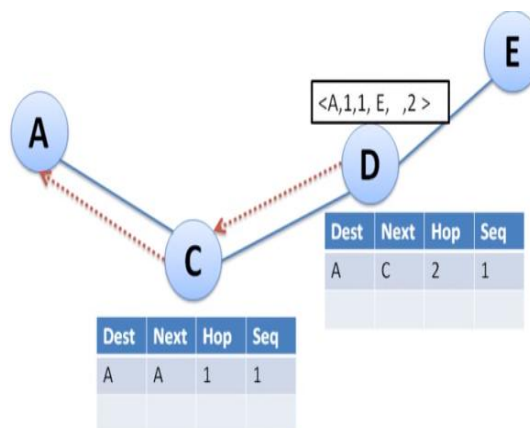 E
<A,1,1, E,   ,2 >
A
D
C
Dest Next Hop Seq
A C 2 1
Dest Next Hop Seq
A A 1 1